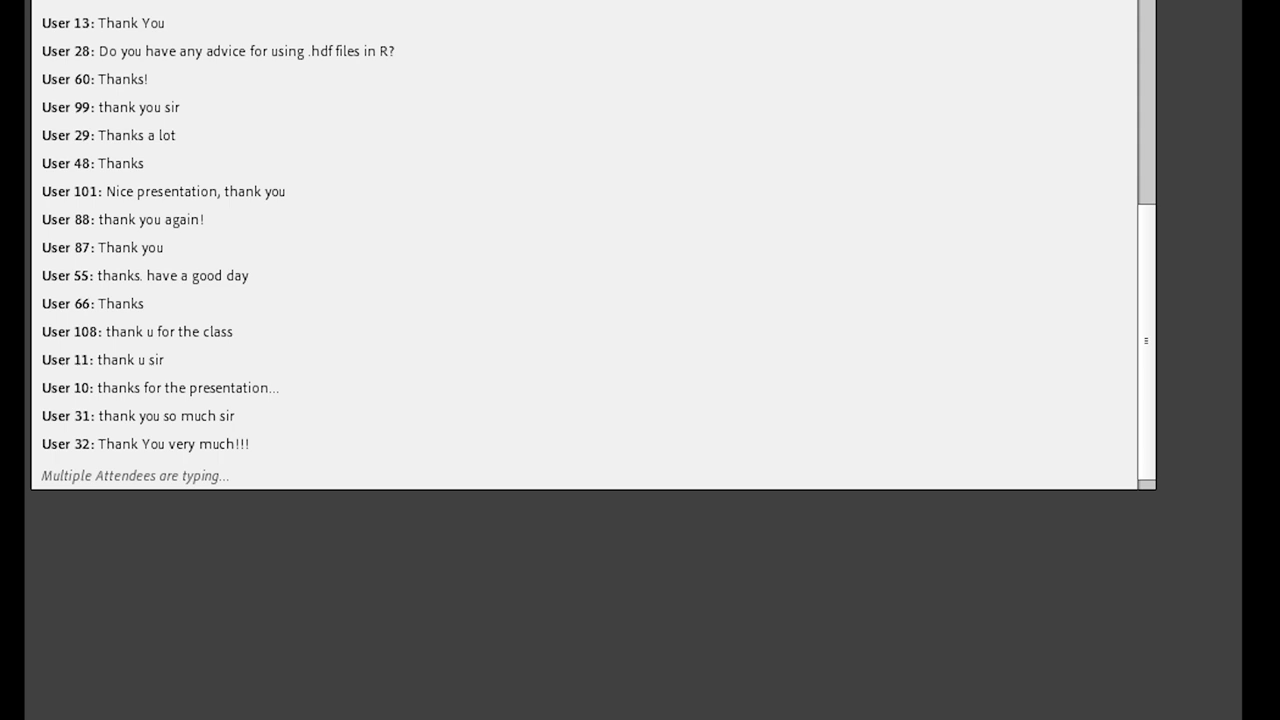 User 13: Thank You
User 28: Do you have any advice for using .hdf files in R?
User 60: Thanks!
User 99: thank you sir
User 29: Thanks a lot
User 48: Thanks
User 101: Nice presentation, thank you
User 88: thank you again!
User 87: Thank you
User 55: thanks. have a good day
User 66: Thanks
User 108: thank u for the class
User 11: thank u sir
User 10: thanks for the presentation...
User 31: thank you so much sir
User 32: Thank You very much!!!
Multiple Attendees are typing...